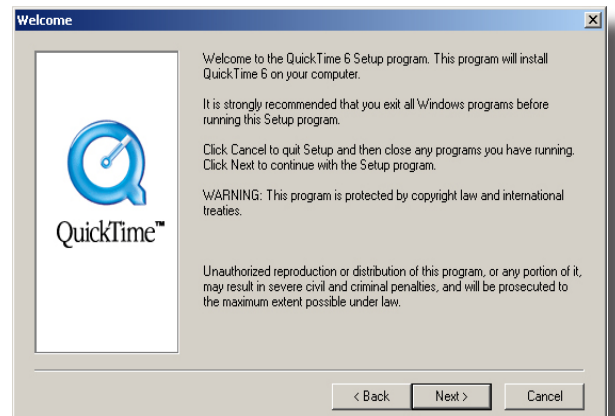 Welcome
Welcome to the QuickTime 6 Setup program. This program will install
QuickTime 6 on your computer.
It is strongly recommended that you exit all Windows programs before
running this Setup program.
Click Cancel to quit Setup and then close any programs you have running.
Click Next to continue with the Setup program.
WARNING: This program is protected by copyright law and international
treaties.
QuickTime™
Unauthorized reproduction or distribution of this program, or any portion of it,
may result in severe civil and criminal penalties, and will be prosecuted to
the maximum extent possible under law.
< Back
Next >
Cancel